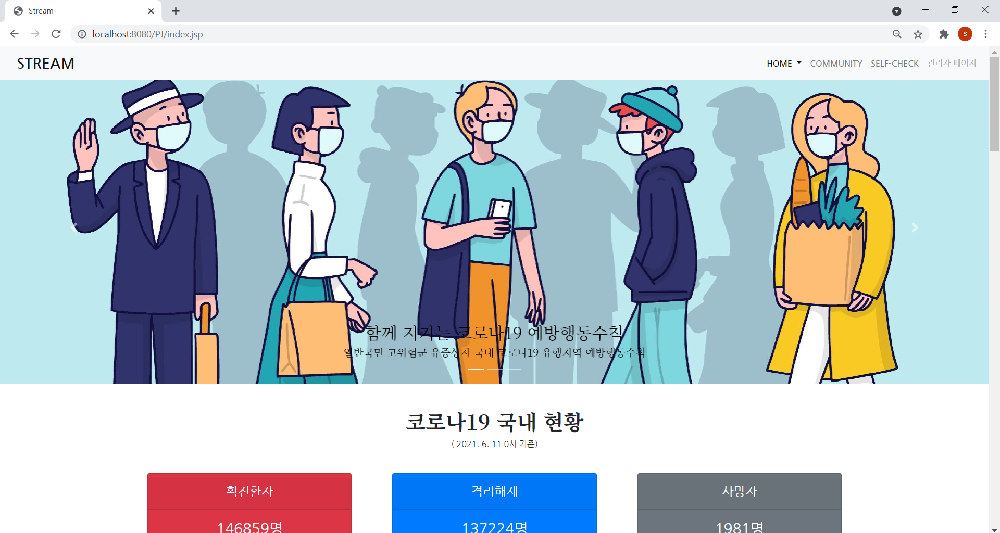 Stream
localhost:8080/PJ/index.jsp
S
STREAM
HOME COMMUNITY SELF-CHECK 관리자 페이지
함께 지키는 코로나19 예방행동수칙
일반국민 고위험군 유증상자 국내 코로나19 유행지역 예방행동수칙
코로나19 국내 현황
( 2021. 6. 11 0시 기준)
확진환자 격리해제 사망자
146859명 137224명 1981명